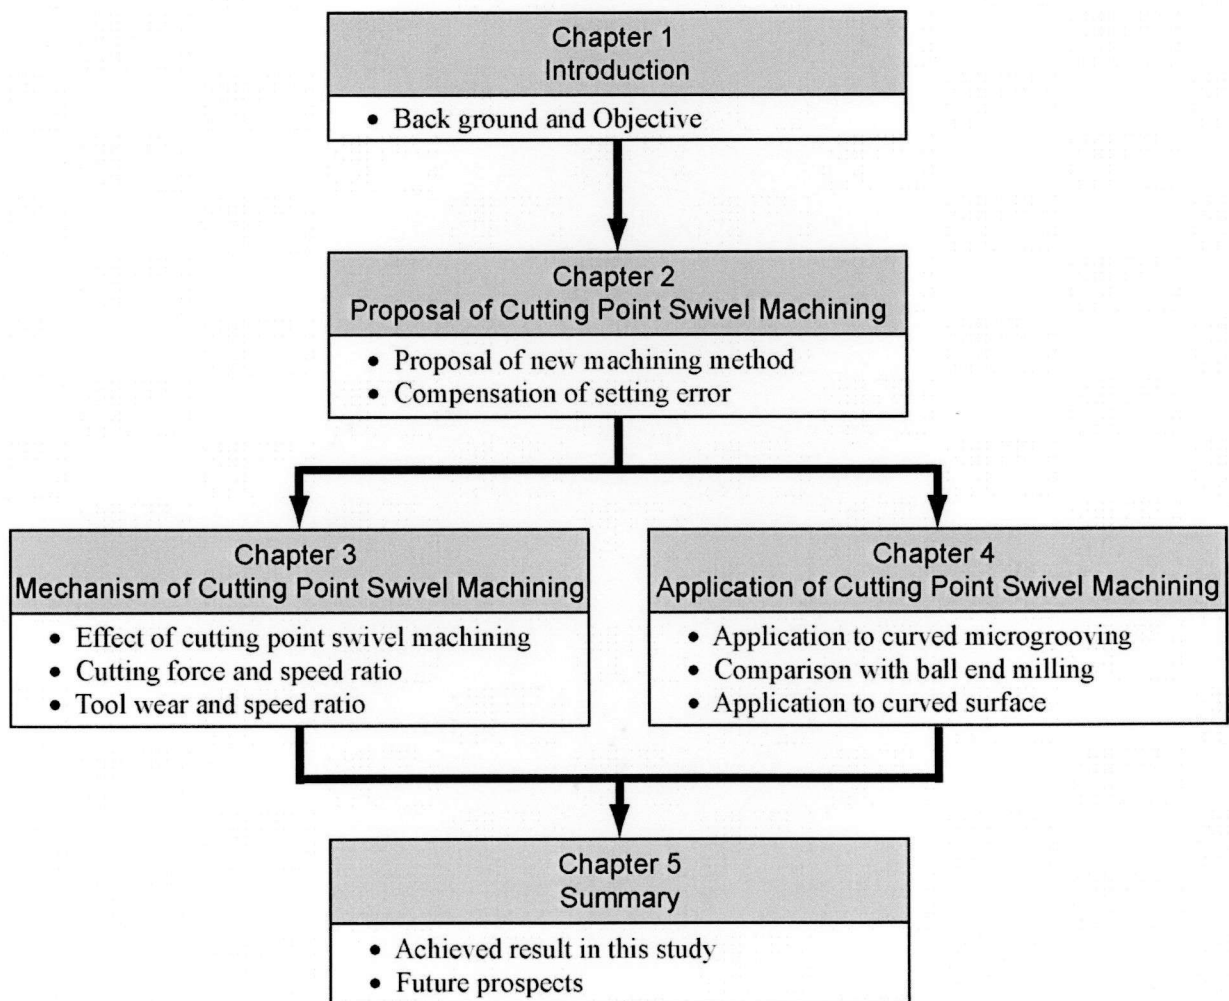 Chapter 1
Introduction
• Back ground and Objective
Chapter 2
Proposal of Cutting Point Swivel Machining
• Proposal of new machining method
• Compensation of setting error
Chapter 3
Mechanism of Cutting Point Swivel Machining
• Effect of cutting point swivel machining
• Cutting force and speed ratio
• Tool wear and speed ratio
Chapter 4
Application of Cutting Point Swivel Machining
• Application to curved microgrooving
• Comparison with ball end milling
• Application to curved surface
Chapter 5
Summary
• Achieved result in this study
• Future prospects